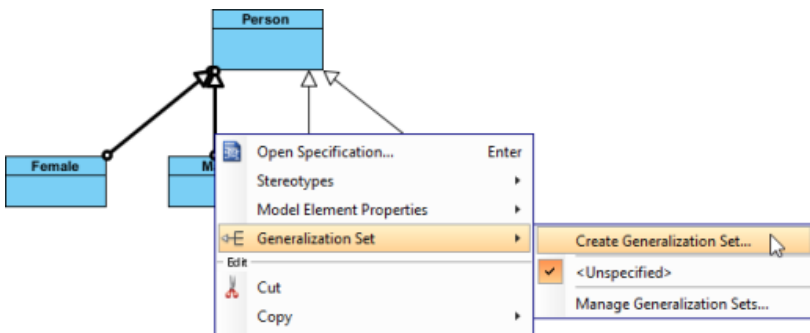 Person
Female
M
Open Specification... Enter
Stereotypes
Model Element Properties
Generalization Set
Create Generalization Set...
Edit
<Unspecified>
Cut
Manage Generalization Sets...
Copy